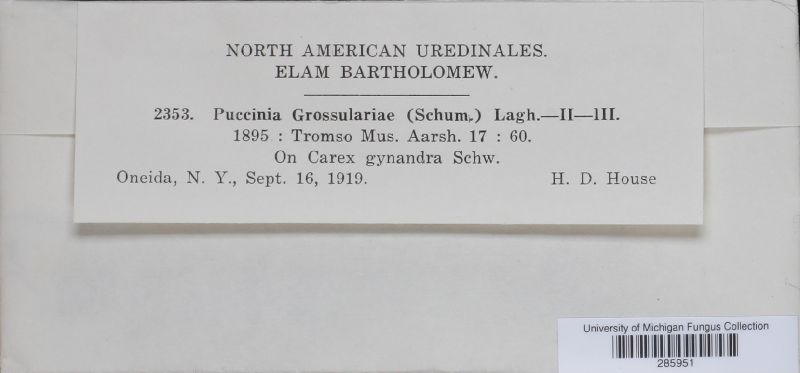 NORTH AMERICAN UREDINALES.
ELAM BARTHOLOMEW.
2353. Puccinia Grossulariae (Schum.) Lagh.—II—III.
1895 : Tromso Mus. Aarsh. 17 : 60.
On Carex gynandra Schw.
Oneida, N. Y., Sept. 16, 1919. H. D. House
University of Michigan Fungus Collection
285951